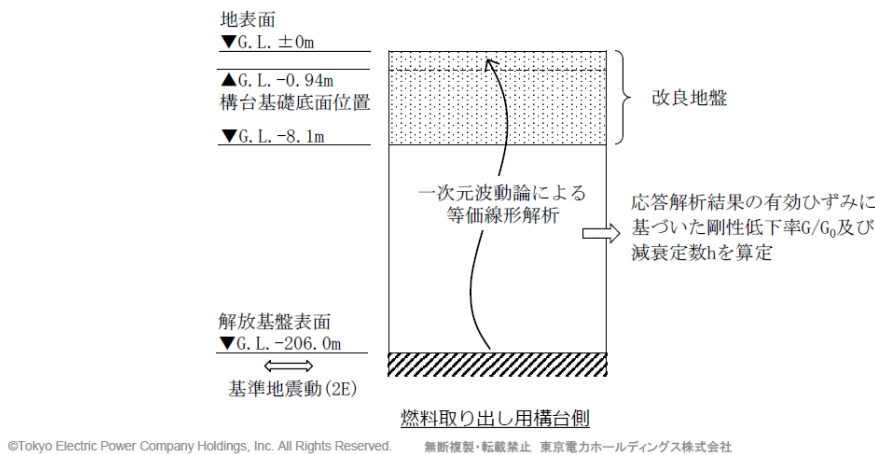 地表面
▼G.L.±0m
▲G.L.-0.94m
構台基礎底面位置
▼G.L.-8.1m
改良地盤
一次元波動論による
等価線形解析
応答解析結果の有効ひずみに
基づいた剛性低下率G/G₀及び
減衰定数hを算定
解放基盤表面
▼G.L.-206.0m
基準地震動(2E)
燃料取り出し用構台側
©Tokyo Electric Power Company Holdings, Inc. All Rights Reserved. 無断複製・転載禁止 東京電力ホールディングス株式会社